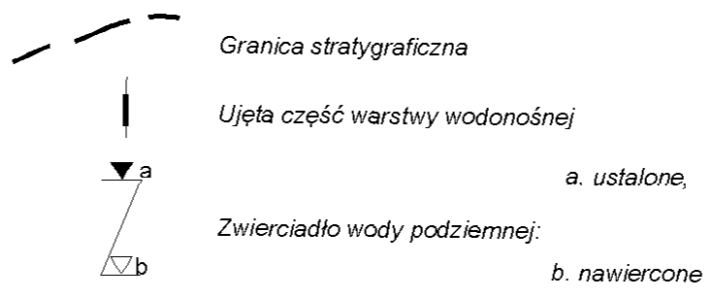 Granica stratygraficzna
Ujęta część warstwy wodonośnej
a
a. ustalone,
Zwierciadło wody podziemnej:
b
b. nawiercone